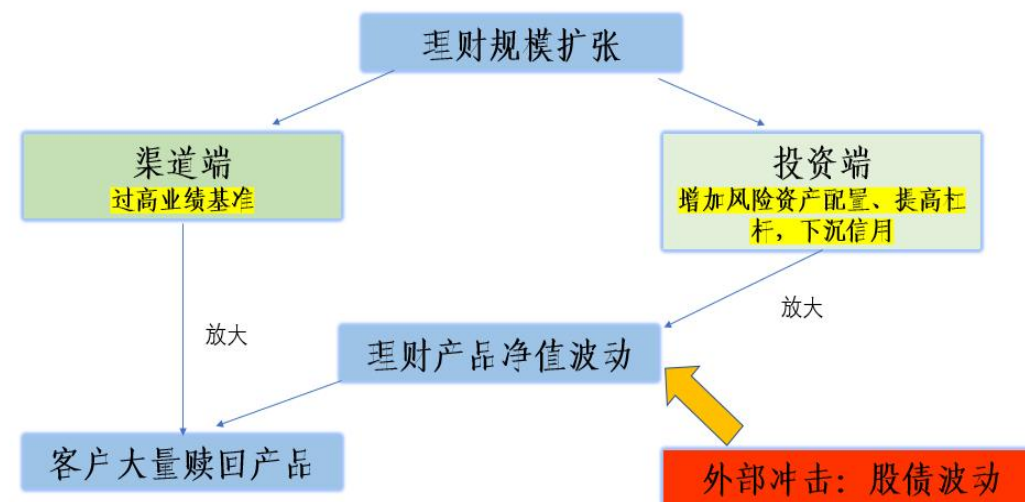 理财规模扩张
渠道端
过高业绩基准
投资端
增加风险资产配置、提高杠
杆，下沉信用
放大
放大
理财产品净值波动
客户大量赎回产品
外部冲击：股债波动